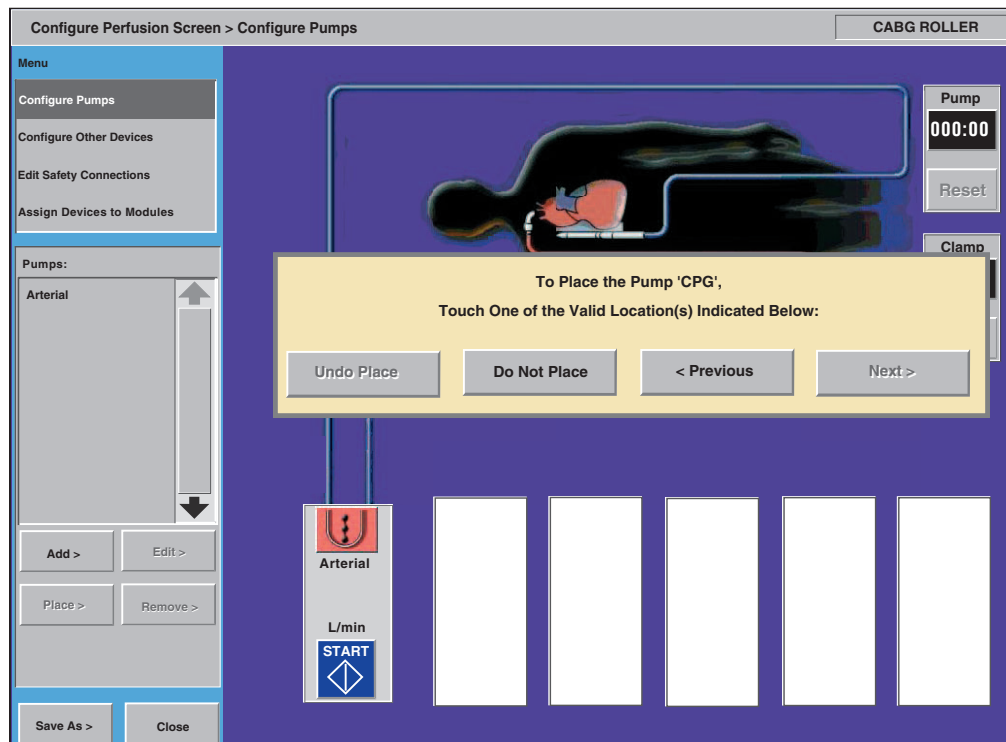 Configure Perfusion Screen > Configure Pumps
CABG ROLLER
Menu
Configure Pumps
Configure Other Devices
Edit Safety Connections
Assign Devices to Modules
Pumps:
Arterial
Add >
Edit >
Place >
Remove >
Save As >
Close
Pump
000:00
Reset
Clamp
To Place the Pump 'CPG',
Touch One of the Valid Location(s) Indicated Below:
Undo Place
Do Not Place
< Previous
Next >
Arterial
L/min
START